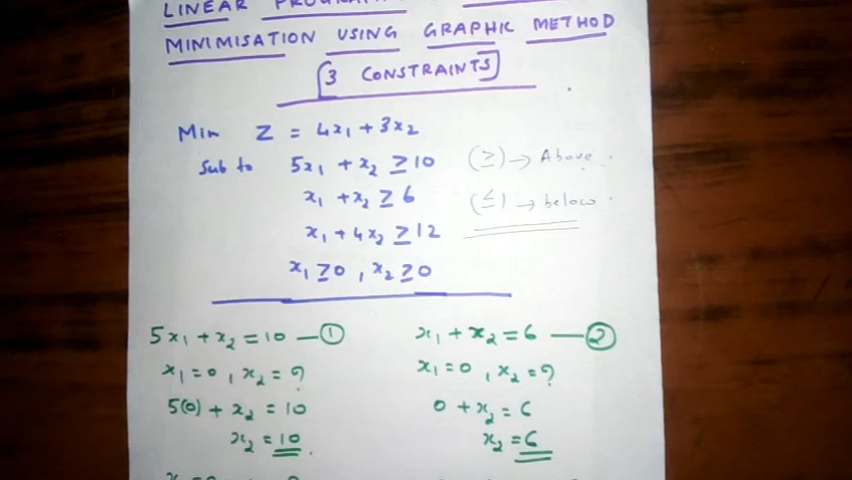 LINEAR
MINIMISATION USING GRAPHIC METHOD
[3 CONSTRAINTS]
Min Z = 4x₁ + 3x₂
Sub to 5x₁ + x₂ ≥ 10 (≥) → Above
x₁ + x₂ ≥ 6 (≤) → below
x₁ + 4x₂ ≥ 12
x₁ ≥ 0, x₂ ≥ 0
5x₁ + x₂ = 10 — ① x₁ + x₂ = 6 — ②
x₁ = 0, x₂ = ? x₁ = 0, x₂ = ?
5(0) + x₂ = 10 0 + x₂ = 6
x₂ = 10 x₂ = 6